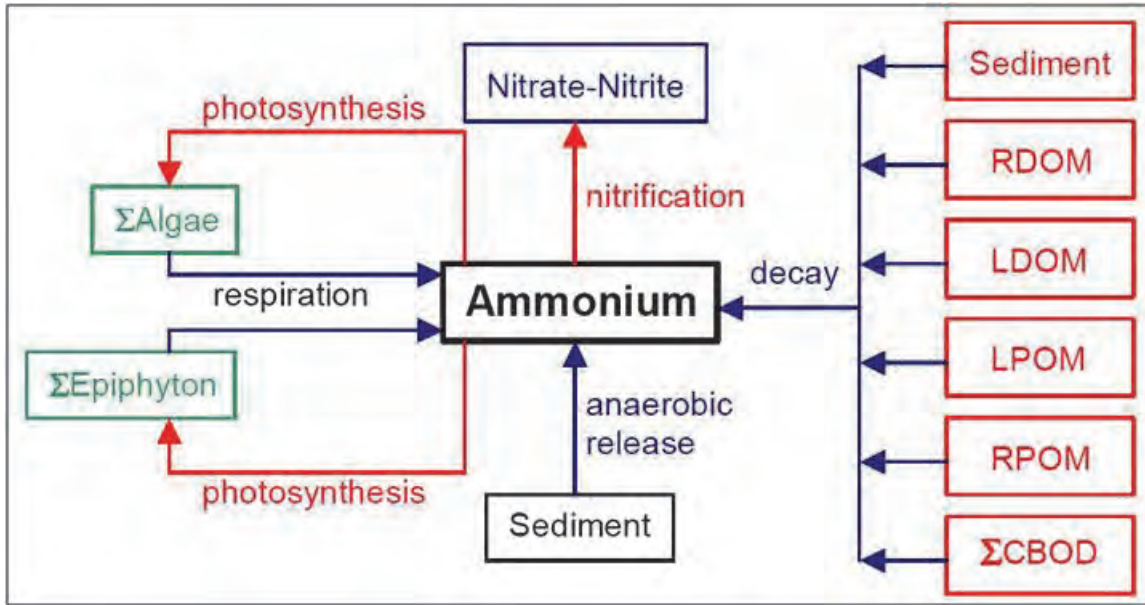 Nitrate-Nitrite
photosynthesis
nitrification
ΣAlgae
respiration
Ammonium
ΣEpiphyton
photosynthesis
anaerobic
release
Sediment
decay
Sediment
RDOM
LDOM
LPOM
RPOM
ΣCBOD